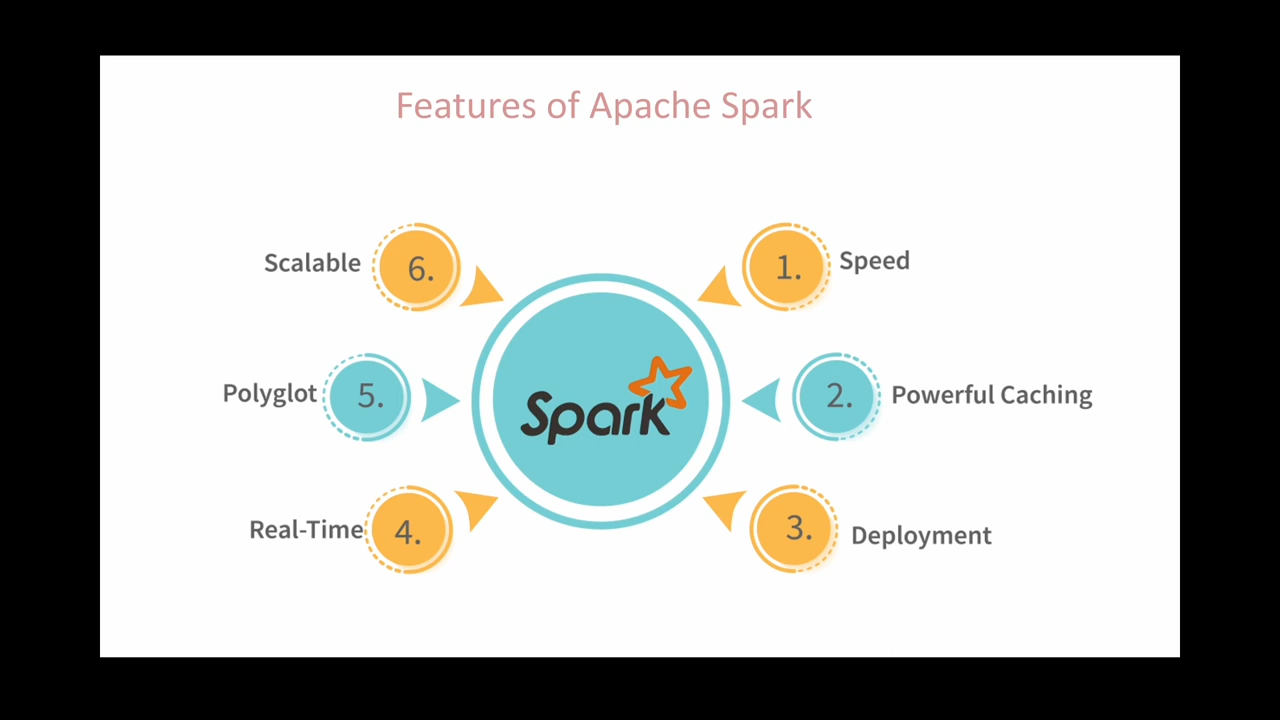 Features of Apache Spark
1. Speed
2. Powerful Caching
3. Deployment
4. Real-Time
5. Polyglot
6. Scalable
Spark